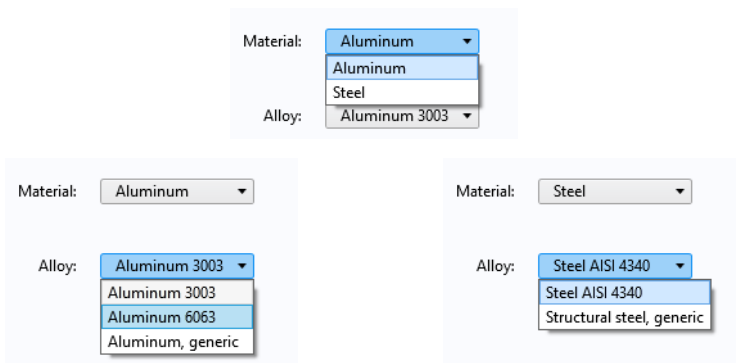 Material: Aluminum
Aluminum
Steel
Alloy: Aluminum 3003
Material: Aluminum
Alloy: Aluminum 3003
Aluminum 3003
Aluminum 6063
Aluminum, generic
Material: Steel
Alloy: Steel AISI 4340
Steel AISI 4340
Structural steel, generic